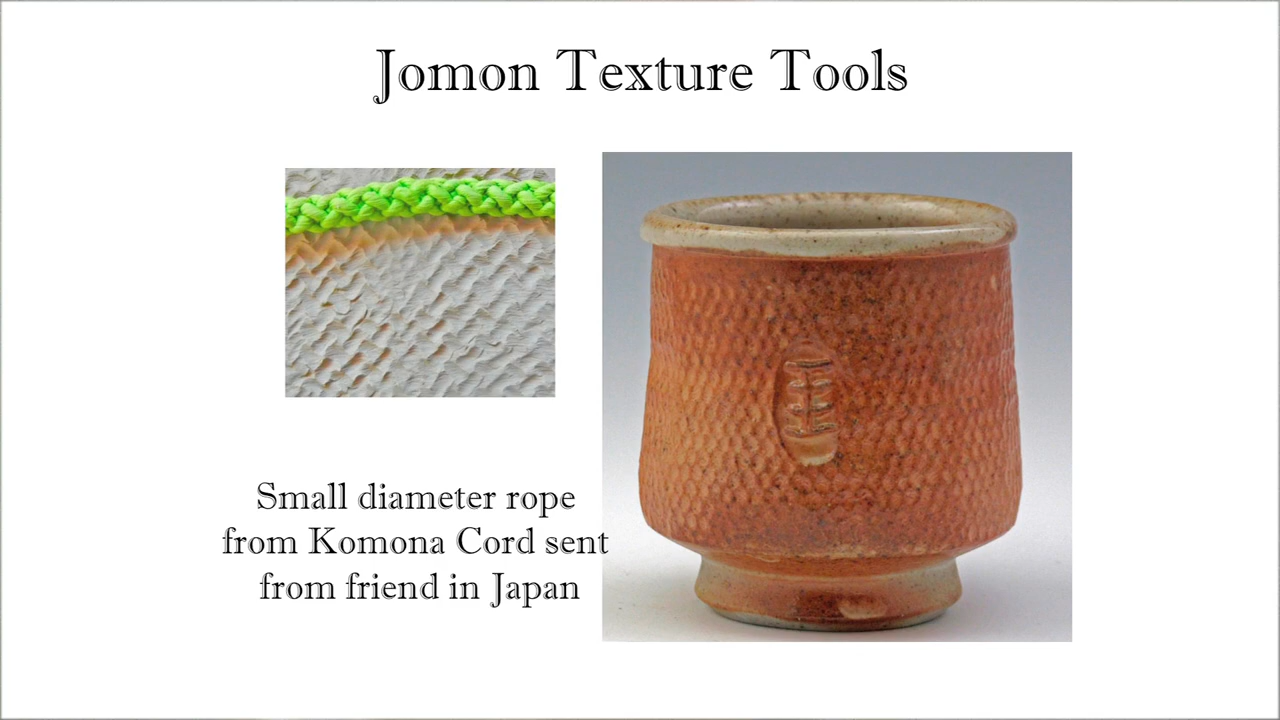 Jomon Texture Tools
Small diameter rope
from Komona Cord sent
from friend in Japan